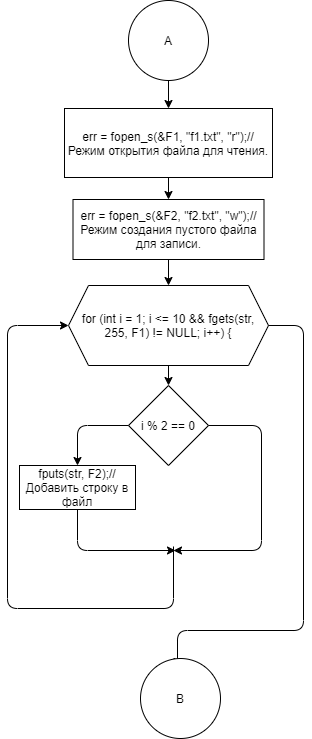 A
err = fopen_s(&F1, "f1.txt", "r");//
Режим открытия файла для чтения.
err = fopen_s(&F2, "f2.txt", "w");//
Режим создания пустого файла
для записи.
for (int i = 1; i <= 10 && fgets(str,
255, F1) != NULL; i++) {
i % 2 == 0
fputs(str, F2);//
Добавить строку в
файл
B